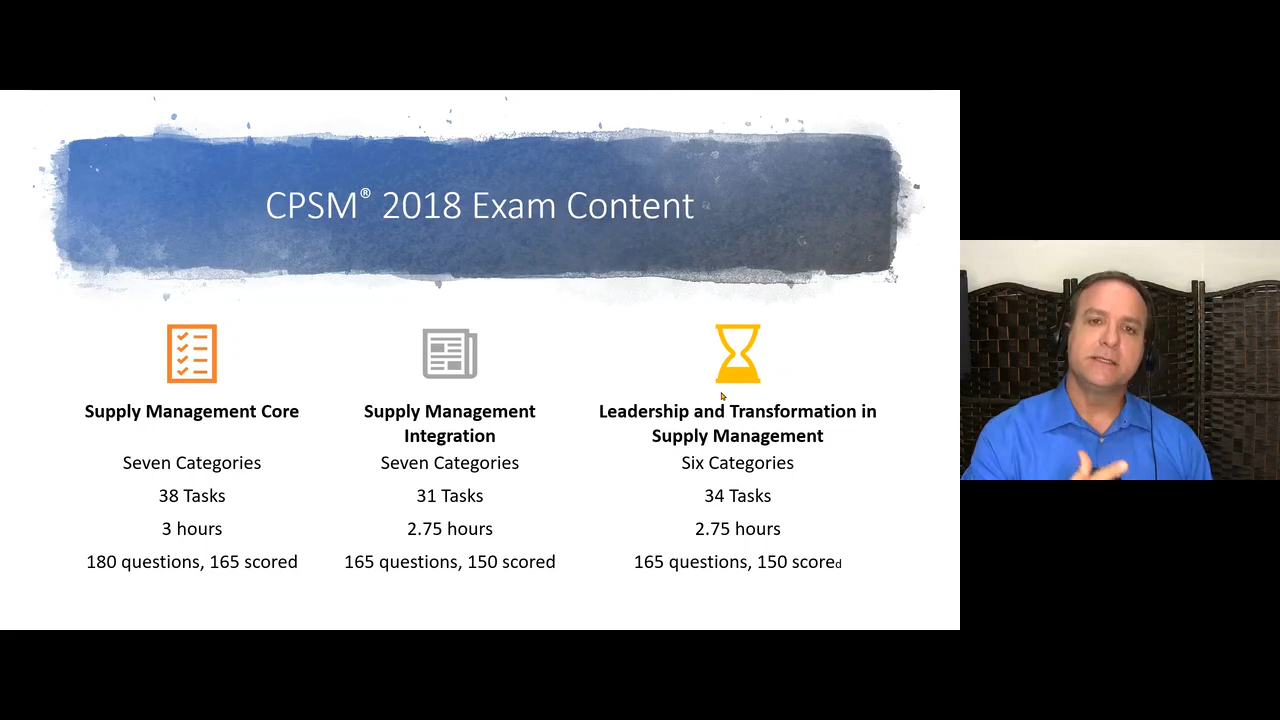 CPSM® 2018 Exam Content
Supply Management Core
Seven Categories
38 Tasks
3 hours
180 questions, 165 scored
Supply Management
Integration
Seven Categories
31 Tasks
2.75 hours
165 questions, 150 scored
Leadership and Transformation in
Supply Management
Six Categories
34 Tasks
2.75 hours
165 questions, 150 scored